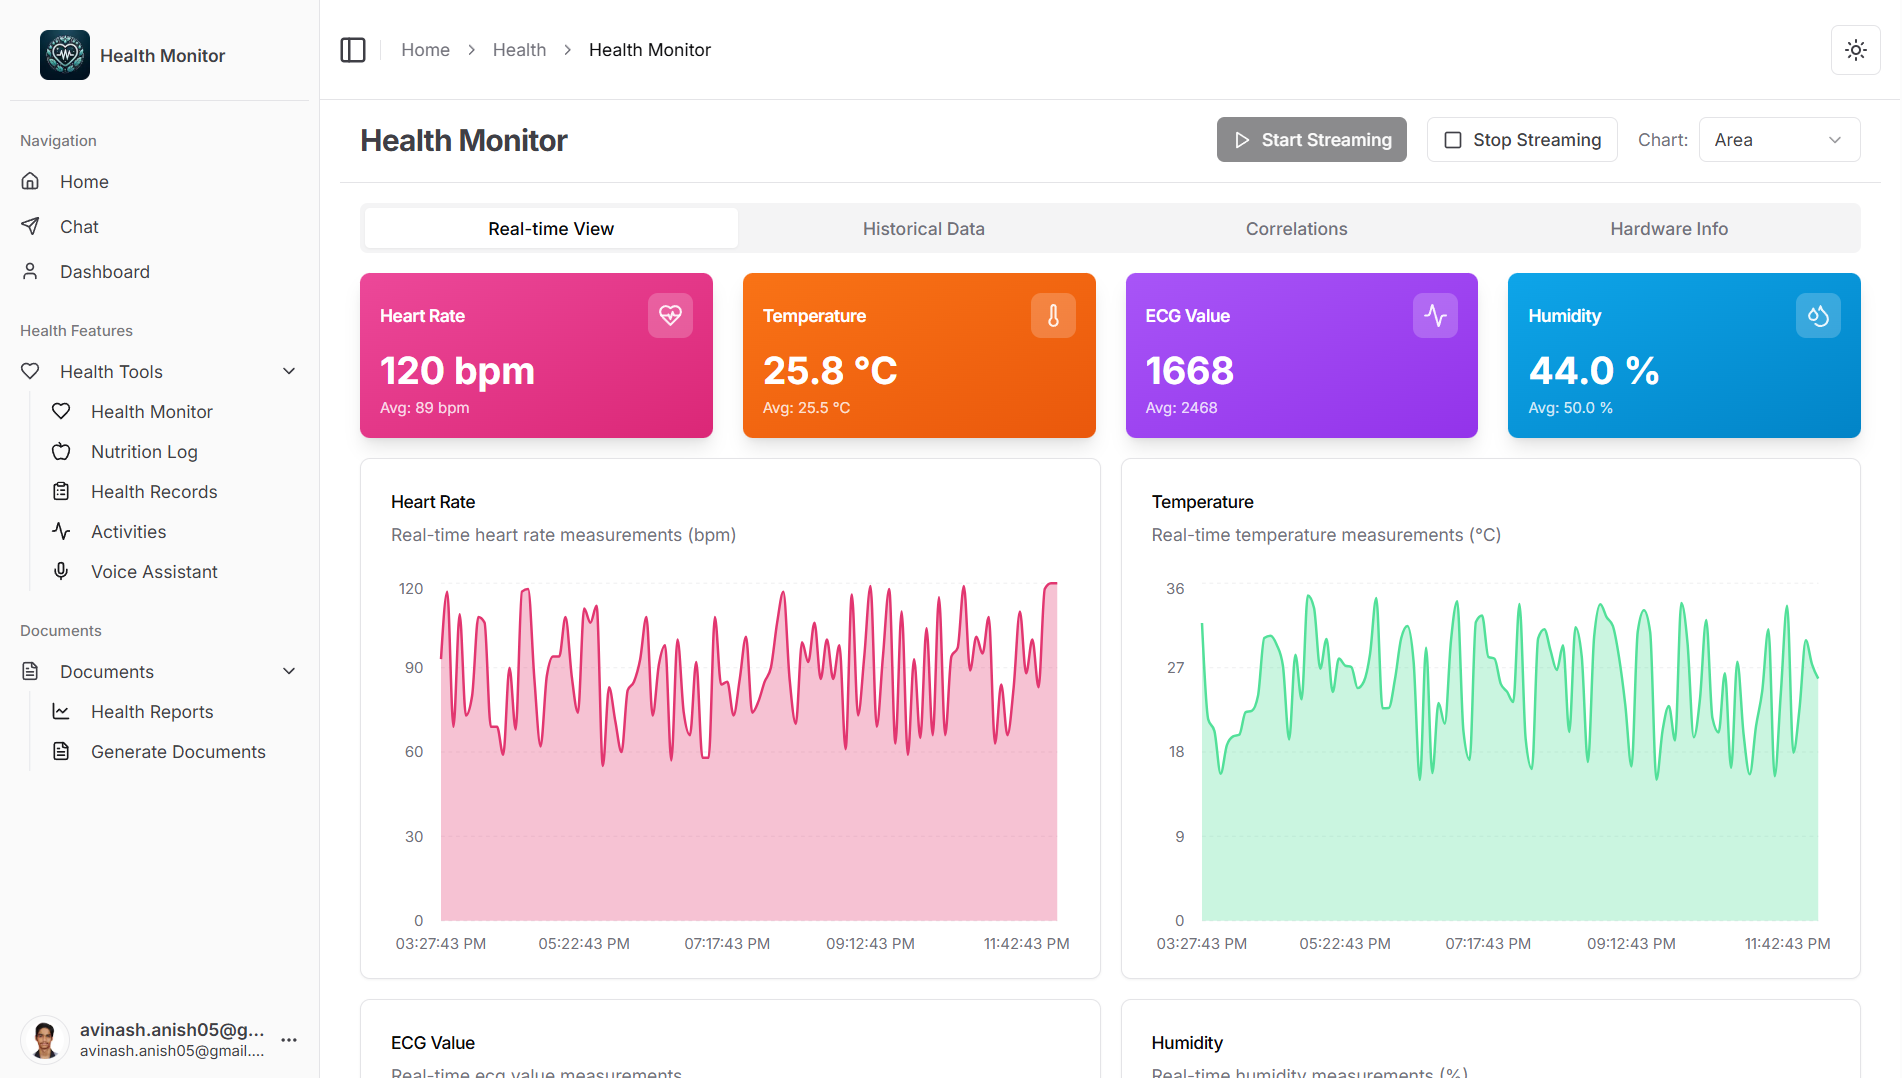 Health Monitor
Navigation
Home
Chat
Dashboard
Health Features
Health Tools
Health Monitor
Nutrition Log
Health Records
Activities
Voice Assistant
Documents
Documents
Health Reports
Generate Documents
avinash.anish05@g...
avinash.anish05@gmail....
Home > Health > Health Monitor
Health Monitor
Start Streaming
Stop Streaming
Chart: Area
Real-time View
Historical Data
Correlations
Hardware Info
Heart Rate
120 bpm
Avg: 89 bpm
Temperature
25.8 °C
Avg: 25.5 °C
ECG Value
1668
Avg: 2468
Humidity
44.0 %
Avg: 50.0 %
Heart Rate
Real-time heart rate measurements (bpm)
120
90
60
30
0
03:27:43 PM 05:22:43 PM 07:17:43 PM 09:12:43 PM 11:42:43 PM
Temperature
Real-time temperature measurements (°C)
36
27
18
9
0
03:27:43 PM 05:22:43 PM 07:17:43 PM 09:12:43 PM 11:42:43 PM
ECG Value
Real-time ecg value measurements
Humidity
Real-time humidity measurements (%)